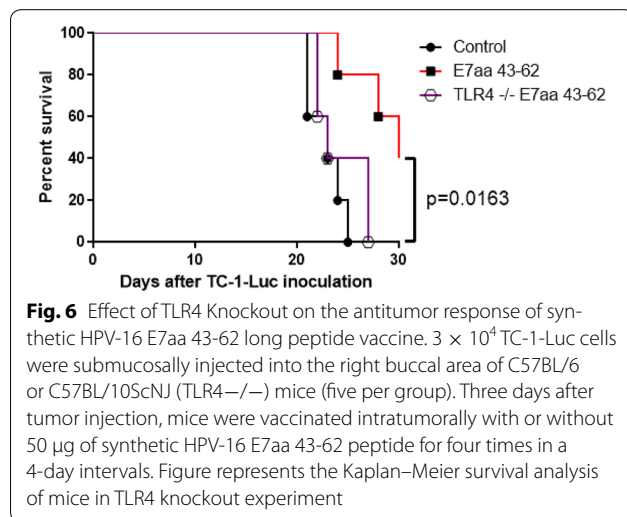 100
80
60
40
20
0
Percent survival
0
10
20
30
Days after TC-1-Luc inoculation
Control
E7aa 43-62
TLR4 -/- E7aa 43-62
p=0.0163
Fig. 6 Effect of TLR4 Knockout on the antitumor response of syn-
thetic HPV-16 E7aa 43-62 long peptide vaccine. 3 × 10⁴ TC-1-Luc cells
were submucosally injected into the right buccal area of C57BL/6
or C57BL/10ScNJ (TLR4−/−) mice (five per group). Three days after
tumor injection, mice were vaccinated intratumorally with or without
50 μg of synthetic HPV-16 E7aa 43-62 peptide for four times in a
4-day intervals. Figure represents the Kaplan–Meier survival analysis
of mice in TLR4 knockout experiment